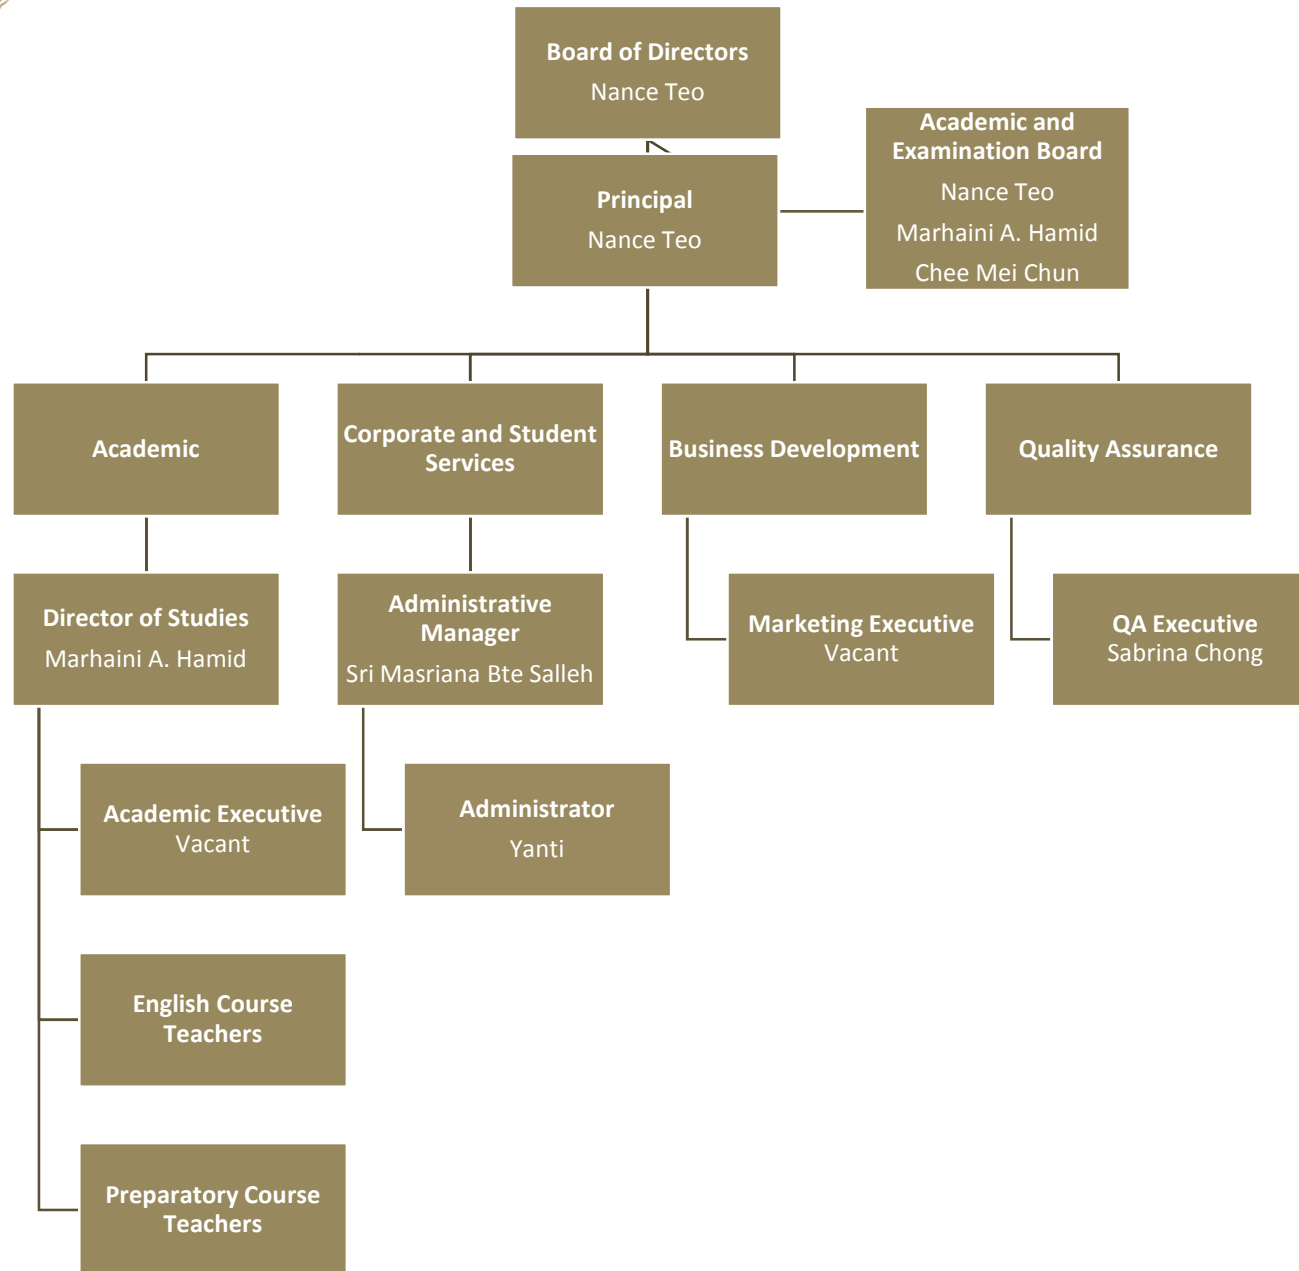 Board of Directors
Nance Teo
Academic and
Examination Board
Nance Teo
Marhaini A. Hamid
Chee Mei Chun
Principal
Nance Teo
Academic
Corporate and Student
Services
Business Development
Quality Assurance
Director of Studies
Marhaini A. Hamid
Administrative
Manager
Sri Masriana Bte Salleh
Marketing Executive
Vacant
QA Executive
Sabrina Chong
Academic Executive
Vacant
Administrator
Yanti
English Course
Teachers
Preparatory Course
Teachers